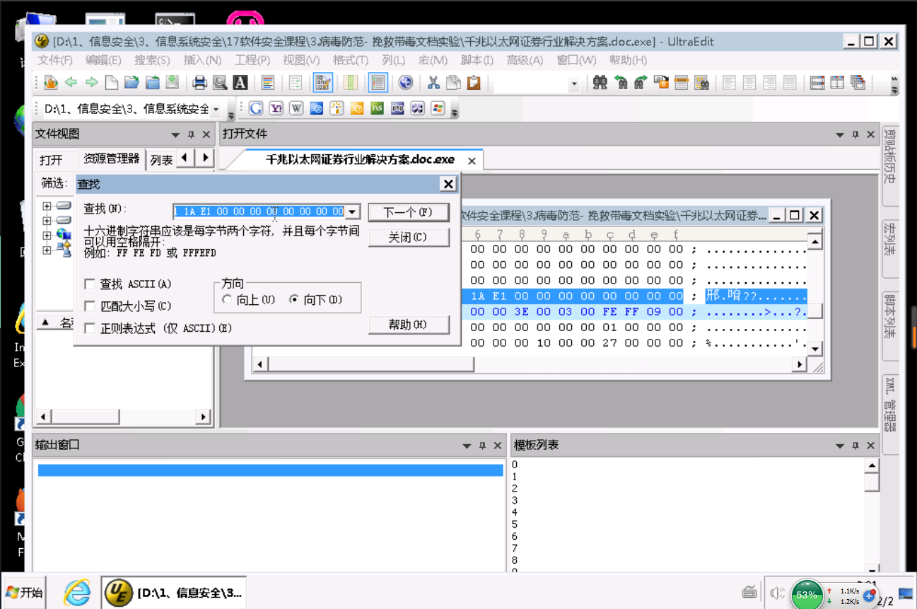 [D:\1、信息安全\3、信息系统安全\17软件安全课程\3.病毒防范- 挽救带毒文档实验\千兆以太网证券行业解决方案.doc.exe] - UltraEdit
文件(F) 编辑(E) 搜索(S) 插入(N) 工程(P) 视图(V) 格式(T) 列(L) 宏(M) 脚本(I) 高级(A) 窗口(W) 帮助(H)
D:\1、信息安全\3、信息系统安全
文件视图
打开文件
打开 资源管理器 列表
千兆以太网证券行业解决方案.doc.exe
剪贴板历史
筛选:
查找
查找(N):
1A E1 00 00 00 00 00 00 00 00
下一个(F)
十六进制字符串应该是每字节两个字符，并且每个字节间
可以用空格隔开:
例如: FF FE FD 或 FFFEFD
关闭(C)
查找 ASCII(A)
匹配大小写(C)
正则表达式 (仅 ASCII)(E)
方向
向上(U)
向下(D)
帮助(H)
件安全课程\3.病毒防范- 挽救带毒文档实验\千兆以太网证券...
6 7 8 9 a b c d e f
00 00 00 00 00 00 00 00 00 ; ............
00 00 00 00 00 00 00 00 00 ; ............
1A E1 00 00 00 00 00 00 00 00 ;
00 00 3E 00 03 00 FE FF 09 00 ; ........>...?.
00 00 00 00 00 00 01 00 00 00 ; ..............
00 00 00 10 00 00 27 00 00 00 ; %...........'..
宏列表
脚本列表
XML 管理器
输出窗口
模板列表
0
1
2
3
4
5
6
7
8
开始
[D:\1、信息安全\3...
53%
1.1K/s
1.2K/s
2/2